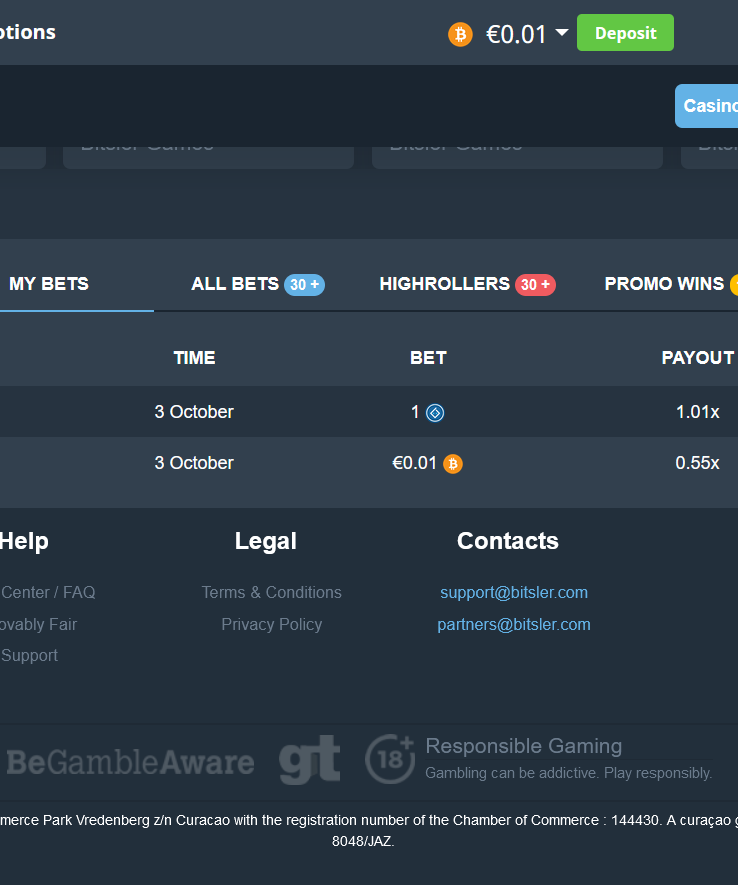 otions
€0.01
Deposit
Casino
Bitsler Games
Bitsler Games
MY BETS
ALL BETS 30 +
HIGHROLLERS 30 +
PROMO WINS
TIME
BET
PAYOUT
3 October
1
1.01x
3 October
€0.01
0.55x
Help
Legal
Contacts
Center / FAQ
Terms & Conditions
support@bitsler.com
ovably Fair
Privacy Policy
partners@bitsler.com
Support
BeGambleAware
gt
18+
Responsible Gaming
Gambling can be addictive. Play responsibly.
merce Park Vredenberg z/n Curacao with the registration number of the Chamber of Commerce : 144430. A curaçao g
8048/JAZ.